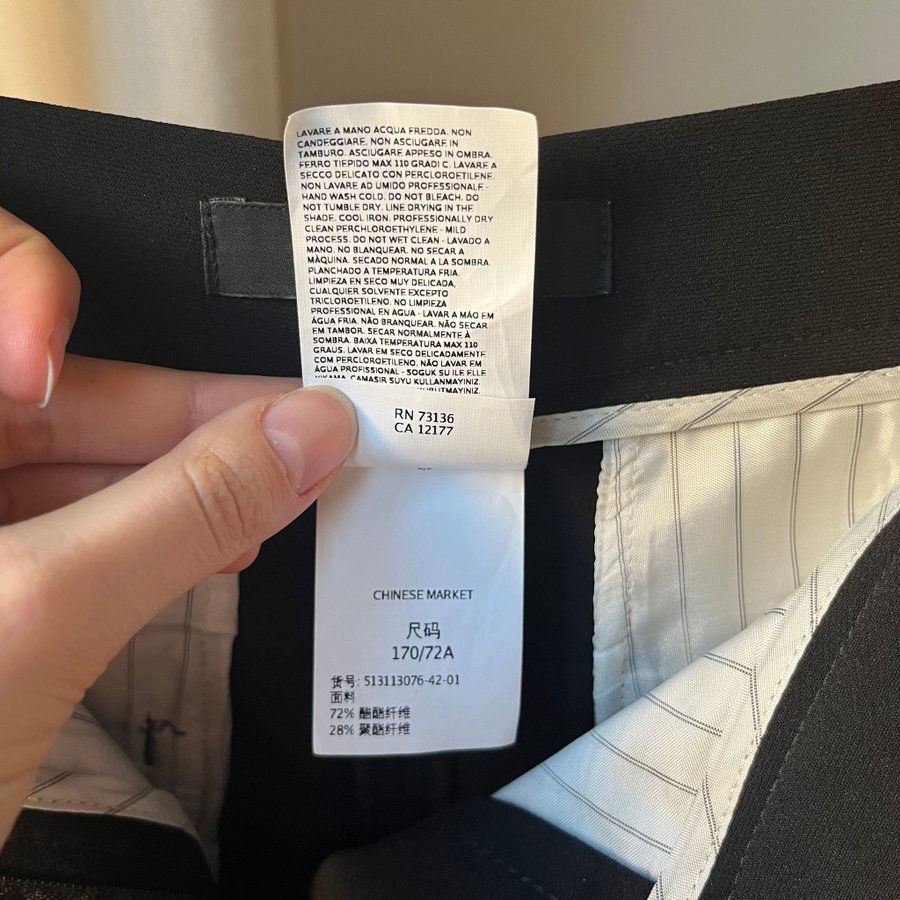 LAVARE A MANO ACQUA FREDDA. NON
CANDEGGIARE. NON ASCIUGARE IN
TAMBURO. ASCIUGARE APPESO IN OMBRA.
FERRO TIEPIDO MAX 110 GRADI C. LAVARE A
SECCO DELICATO CON PERCLOROETILENE.
NON LAVARE AD UMIDO PROFESSIONALE -
HAND WASH COLD. DO NOT BLEACH. DO
NOT TUMBLE DRY. LINE DRYING IN THE
SHADE. COOL IRON. PROFESSIONALLY DRY
CLEAN PERCHLOROETHYLENE - MILD
PROCESS. DO NOT WET CLEAN - LAVADO A
MANO. NO BLANQUEAR. NO SECAR A
MÀQUINA. SECADO NORMAL A LA SOMBRA.
PLANCHADO A TEMPERATURA FRIA.
LIMPIEZA EN SECO MUY DELICADA,
CUALQUIER SOLVENTE EXCEPTO
TRICLOROETILENO. NO LIMPIEZA
PROFESSIONAL EN AGUA - LAVAR A MÁO EM
ÁGUA FRIA. NÃO BRANQUEAR. NÃO SECAR
EM TAMBOR. SECAR NORMALMENTE À
SOMBRA. BAIXA TEMPERATURA MAX 110
GRAUS. LAVAR EM SECO DELICADAMENTE
COM PERCLOROETILENO. NÃO LAVAR EM
ÁGUA PROFISSIONAL - SOGUK SU ILE ELLE
YIKAMA. CAMASIR SUYU KULLANMAYINIZ.
RN 73136
CA 12177
CHINESE MARKET
尺码
170/72A
货号: 513113076-42-01
面料
72% 醋酯纤维
28% 聚酯纤维